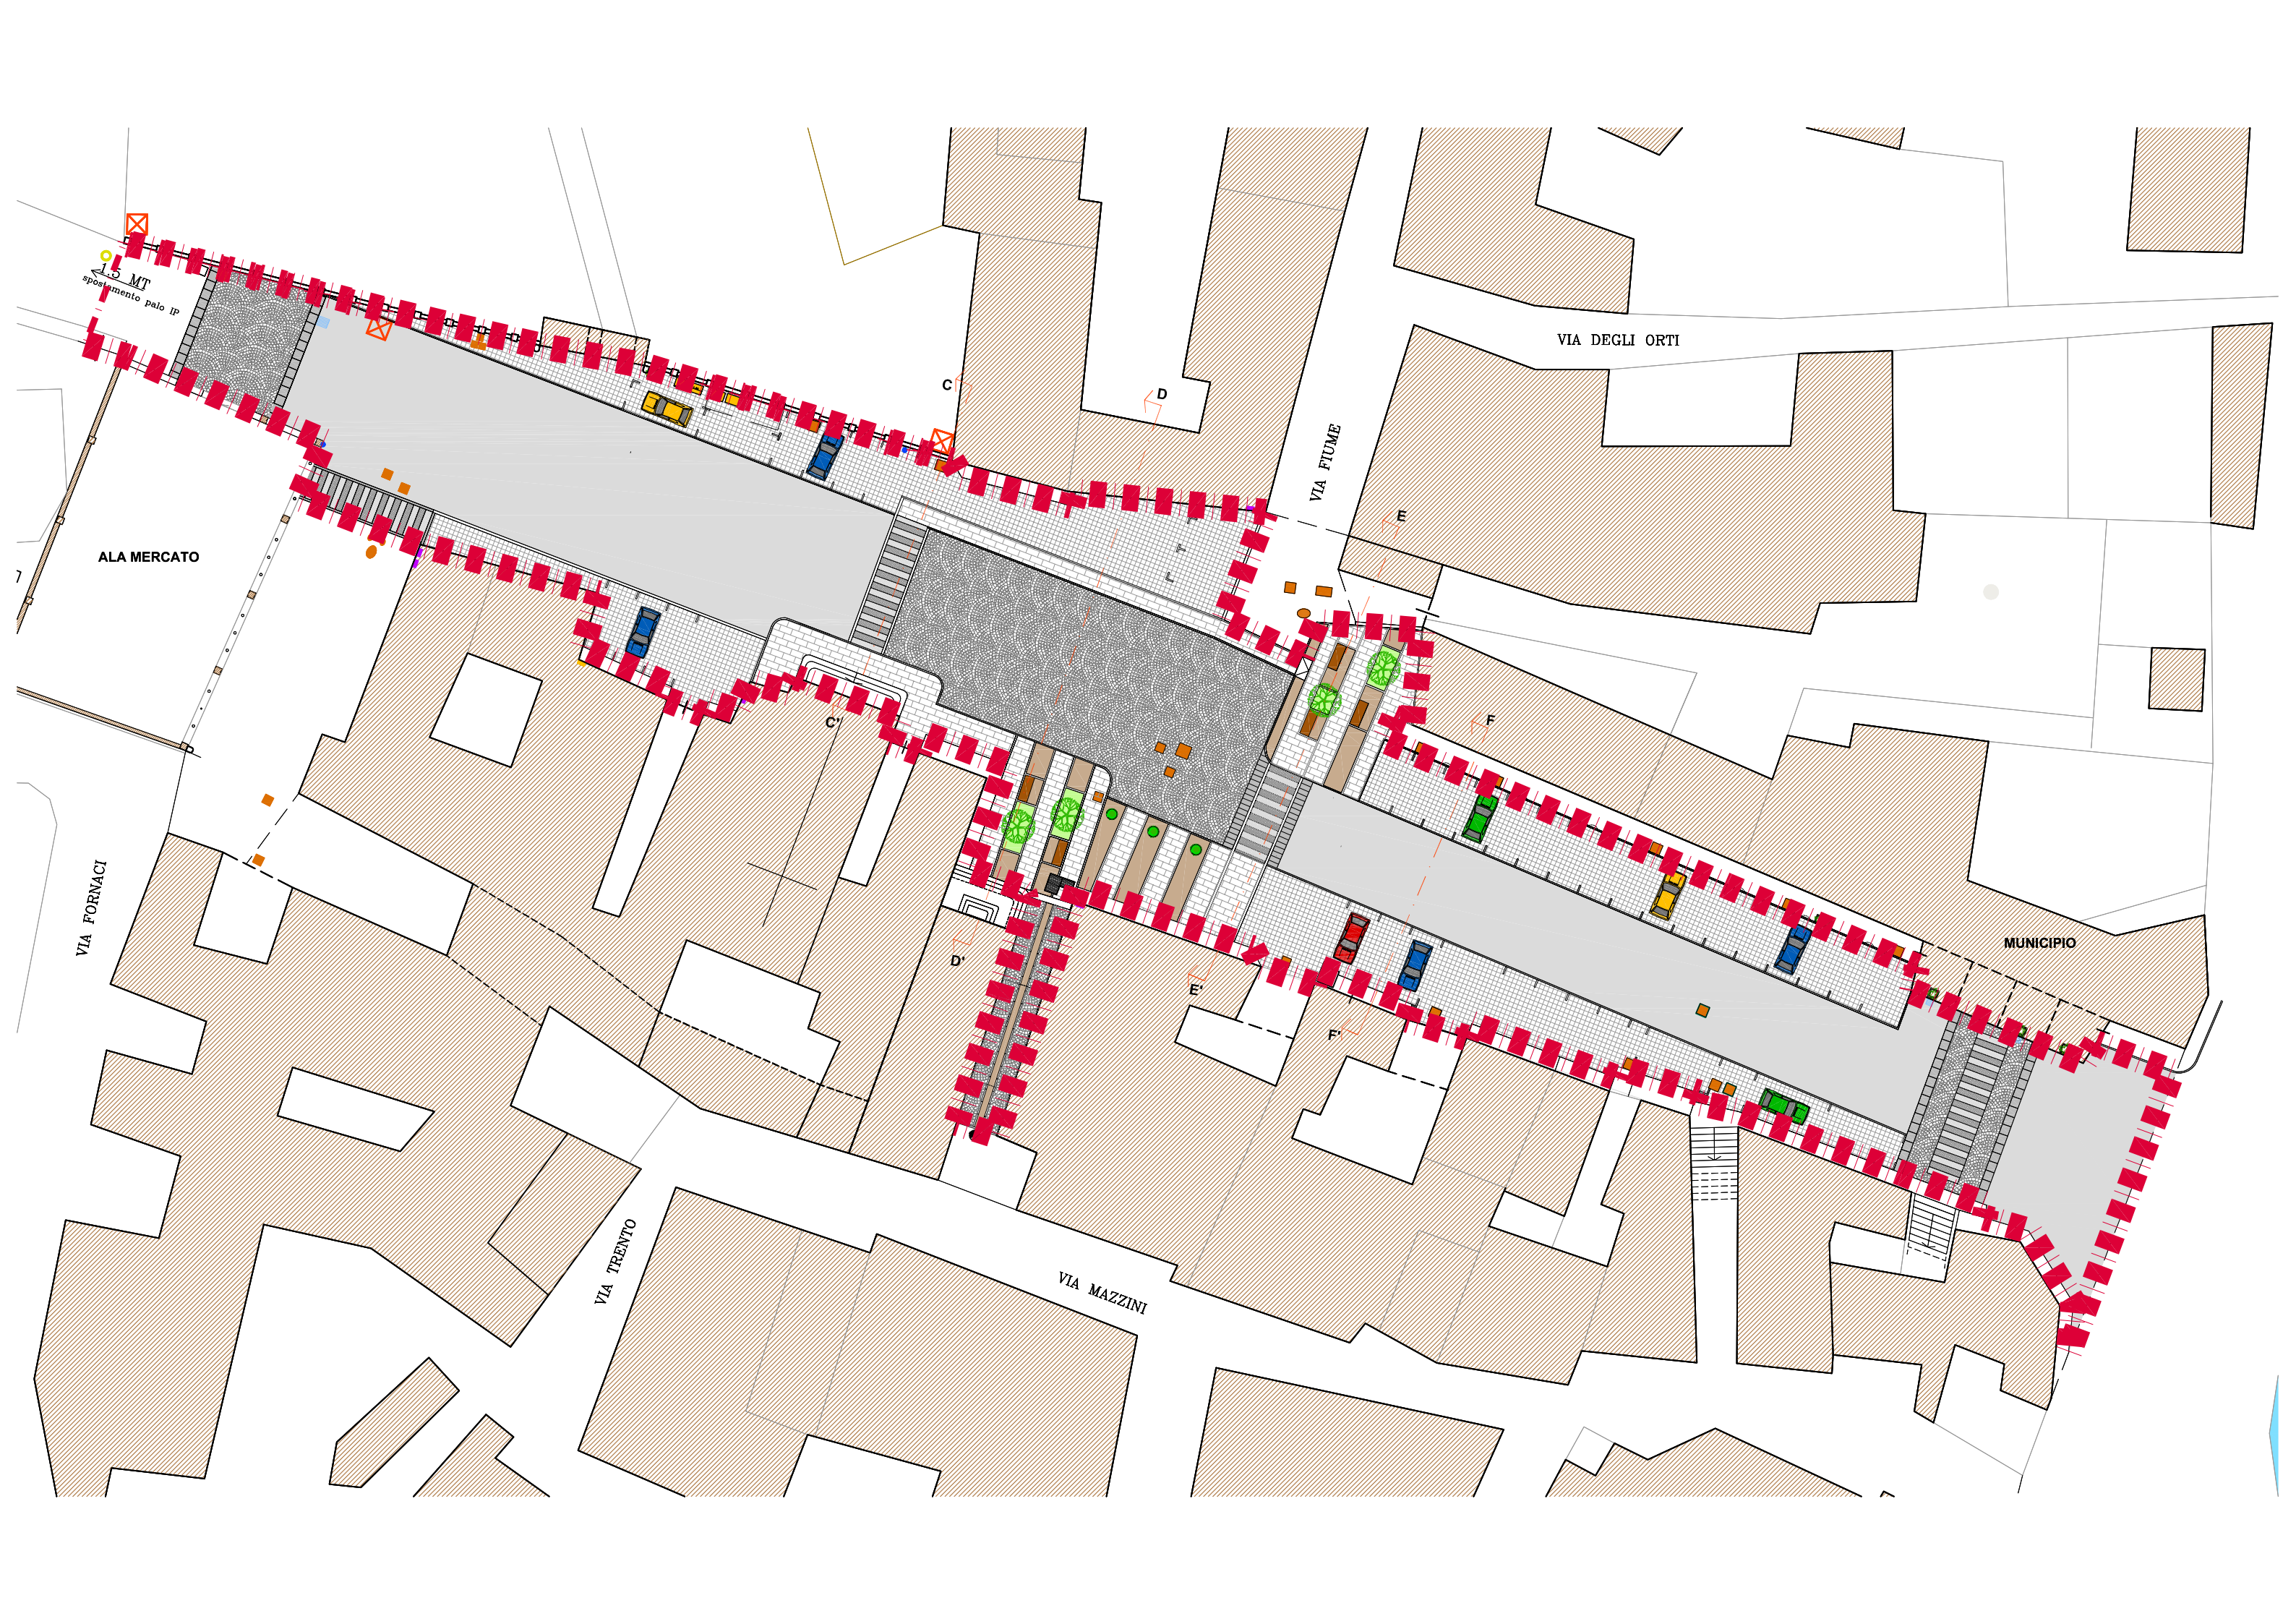 VIA DEGLI ORTI
1.5 MT
spostamento palo IP
C
D
VIA FIUME
E
ALA MERCATO
C'
F
VIA FORNACI
MUNICIPIO
D'
E'
F'
VIA TRENTO
VIA MAZZINI